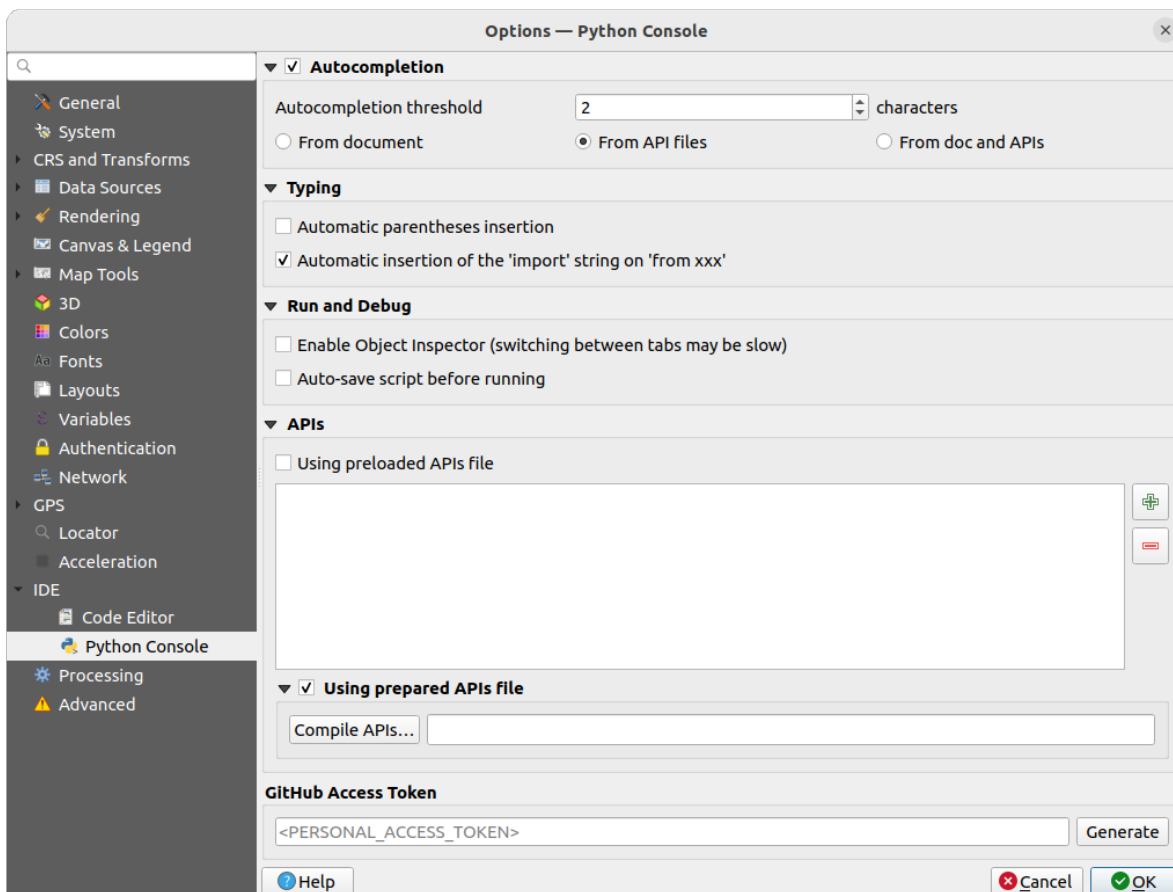 Options — Python Console
General
System
CRS and Transforms
Data Sources
Rendering
Canvas & Legend
Map Tools
3D
Colors
Fonts
Layouts
Variables
Authentication
Network
GPS
Locator
Acceleration
IDE
Code Editor
Python Console
Processing
Advanced
Autocompletion
Autocompletion threshold 2 characters
From document From API files From doc and APIs
Typing
Automatic parentheses insertion
Automatic insertion of the 'import' string on 'from xxx'
Run and Debug
Enable Object Inspector (switching between tabs may be slow)
Auto-save script before running
APIs
Using preloaded APIs file
Using prepared APIs file
Compile APIs...
GitHub Access Token
<PERSONAL_ACCESS_TOKEN> Generate
Help Cancel OK